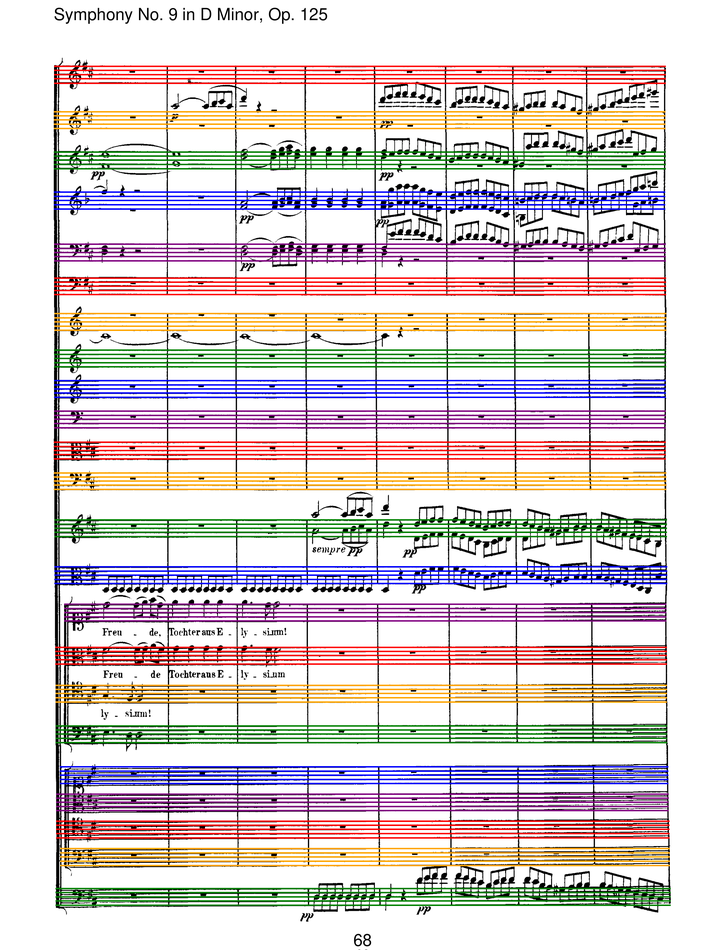 Symphony No. 9 in D Minor, Op. 125
p
pp
pp
pp
pp
pp
pp
sempre pp
pp
pp
Freu - de, Tochter aus E - ly - sium!
Freu - de Tochter aus E - ly - sium
ly - sium!
pp
pp
68